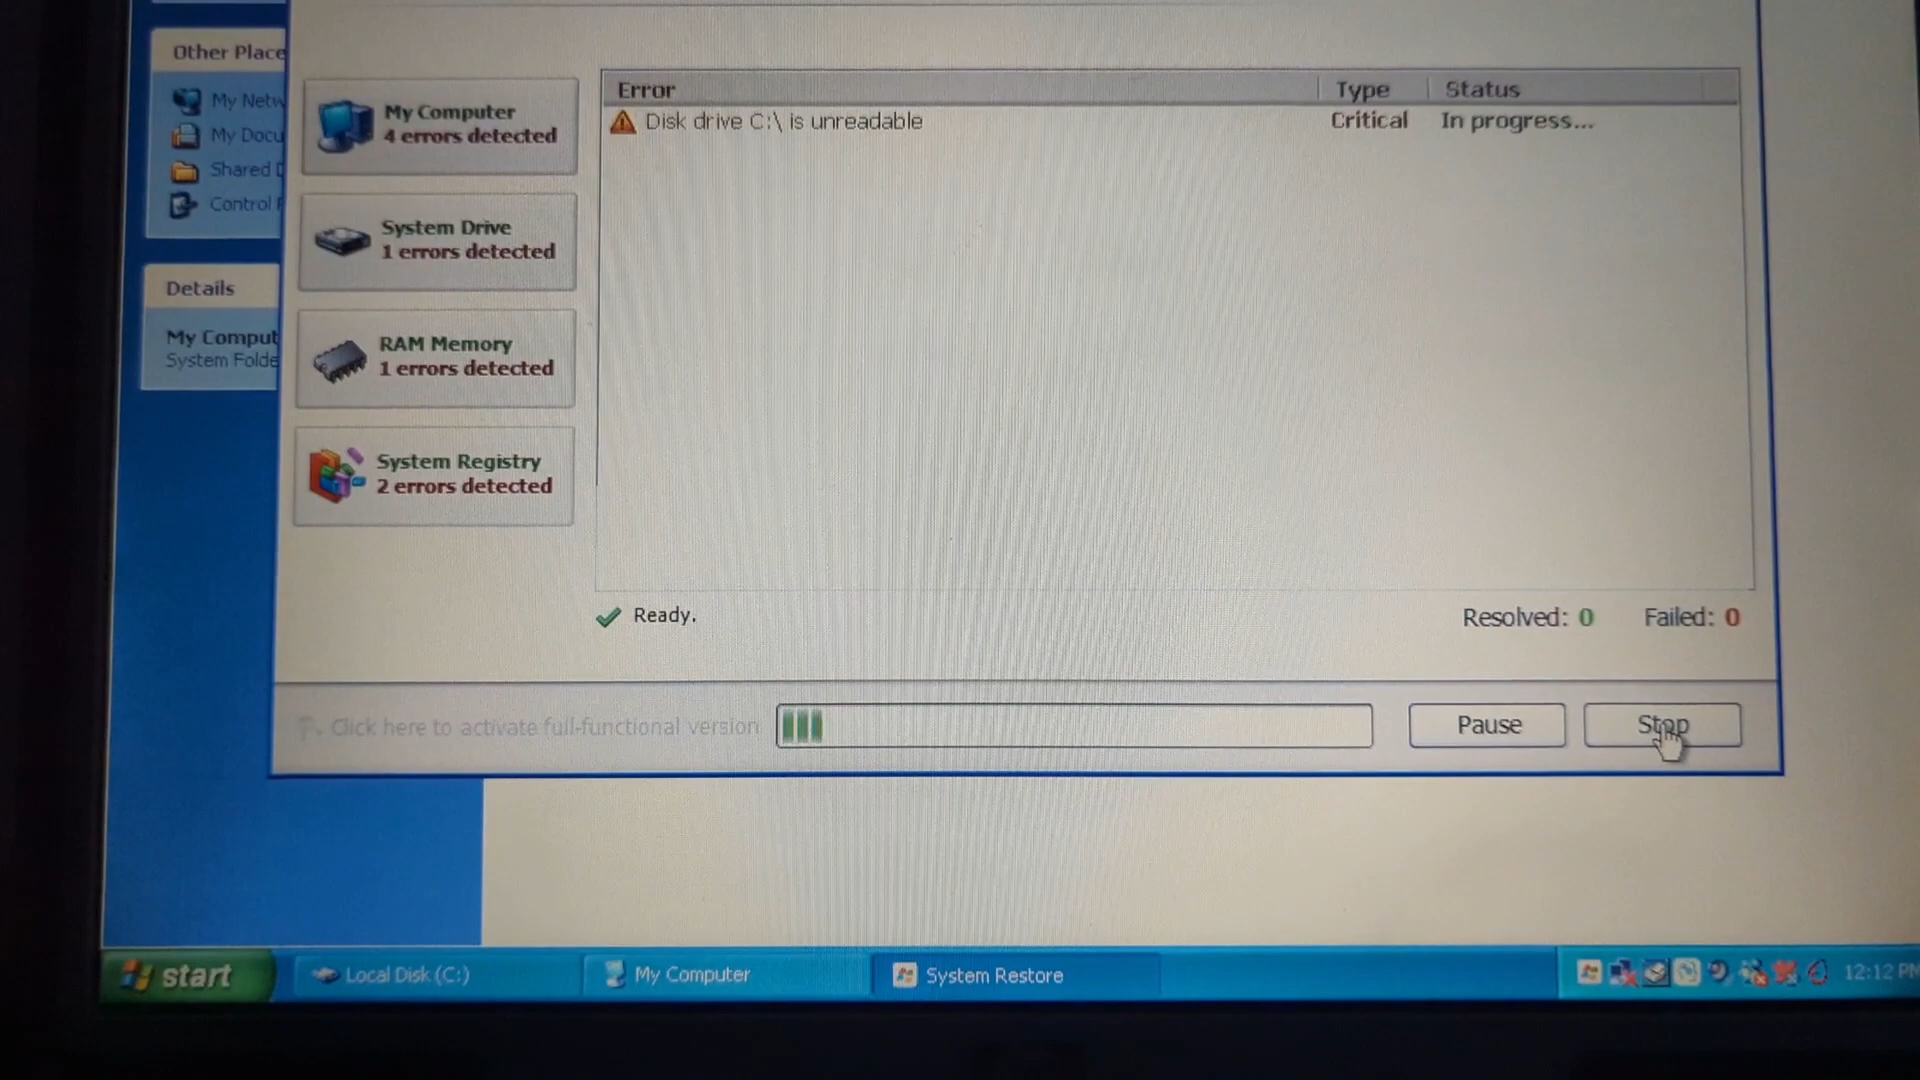 Other Place
My Netw
My Docu
Shared D
Control P
Details
My Comput
System Folde
My Computer
4 errors detected
System Drive
1 errors detected
RAM Memory
1 errors detected
System Registry
2 errors detected
Error Type Status
Disk drive C:\ is unreadable Critical In progress...
Ready.
Resolved: 0 Failed: 0
Click here to activate full-functional version
Pause
Stop
start
Local Disk (C:)
My Computer
System Restore
12:12 PM